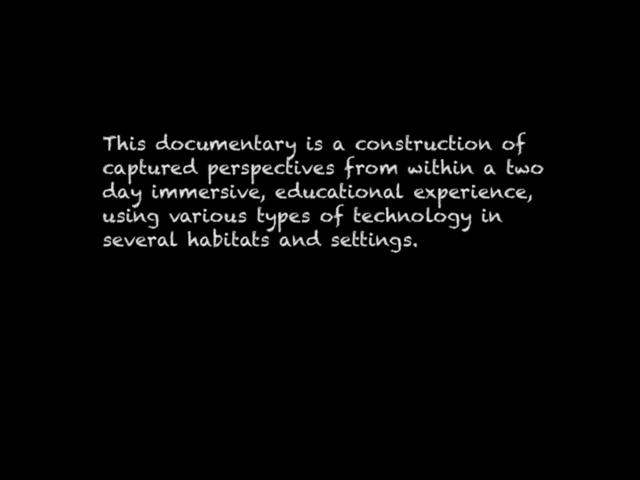 This documentary is a construction of
captured perspectives from within a two
day immersive, educational experience,
using various types of technology in
several habitats and settings.